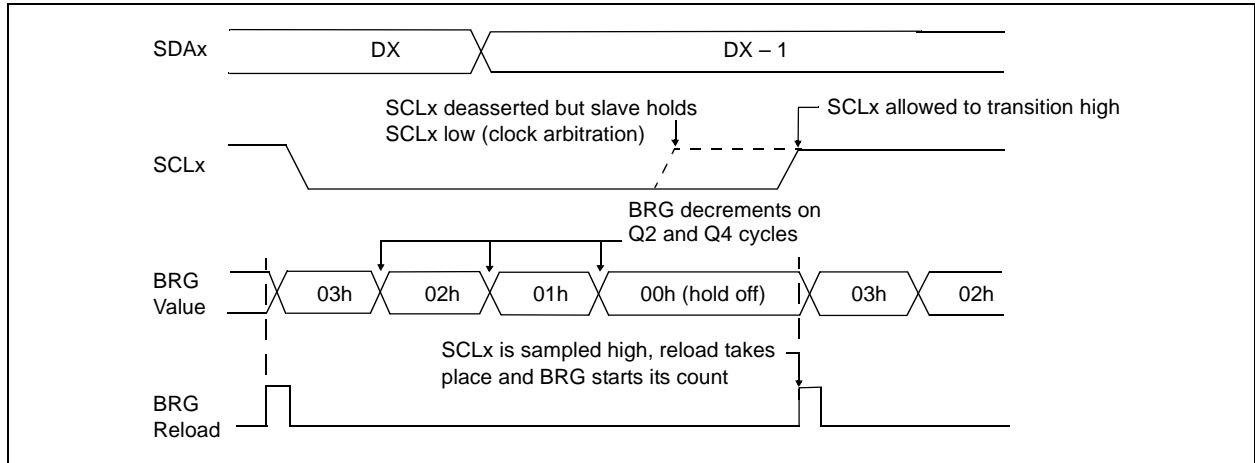 SDAx
DX
DX – 1
SCLx deasserted but slave holds
SCLx low (clock arbitration)
SCLx allowed to transition high
SCLx
BRG decrements on
Q2 and Q4 cycles
BRG
Value
03h
02h
01h
00h (hold off)
03h
02h
SCLx is sampled high, reload takes
place and BRG starts its count
BRG
Reload